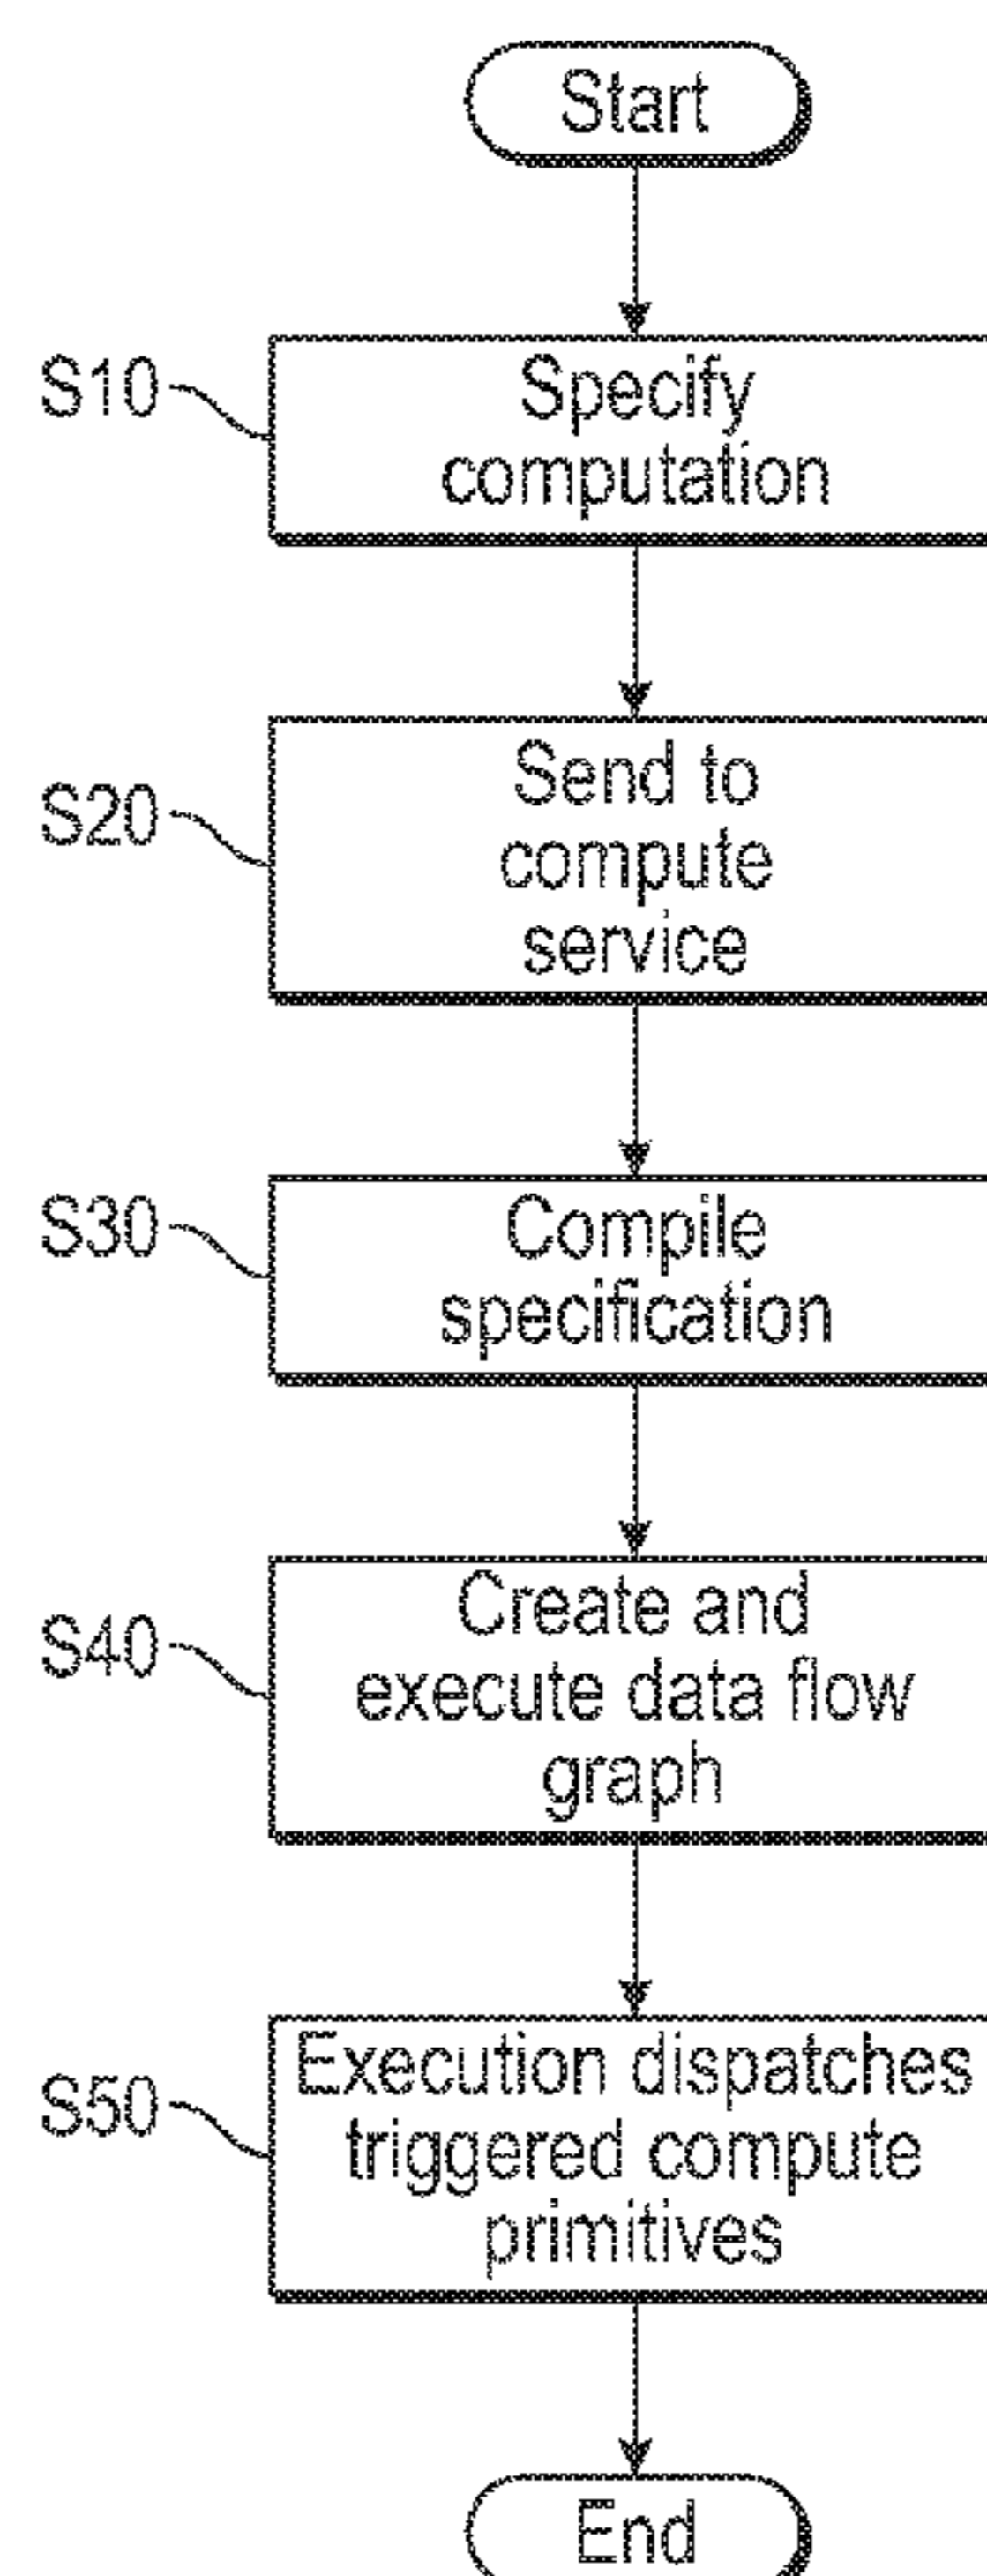 Start
S10
Specify
computation
S20
Send to
compute
service
S30
Compile
specification
S40
Create and
execute data flow
graph
S50
Execution dispatches
triggered compute
primitives
End